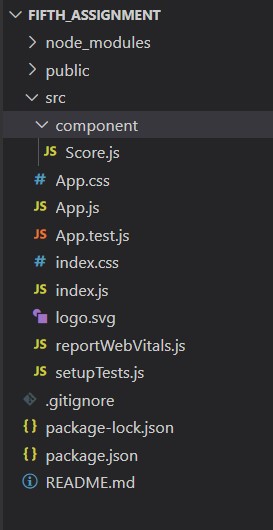 FIFTH_ASSIGNMENT
node_modules
public
src
component
JS Score.js
# App.css
JS App.js
JS App.test.js
# index.css
JS index.js
logo.svg
JS reportWebVitals.js
JS setupTests.js
.gitignore
{} package-lock.json
{} package.json
README.md